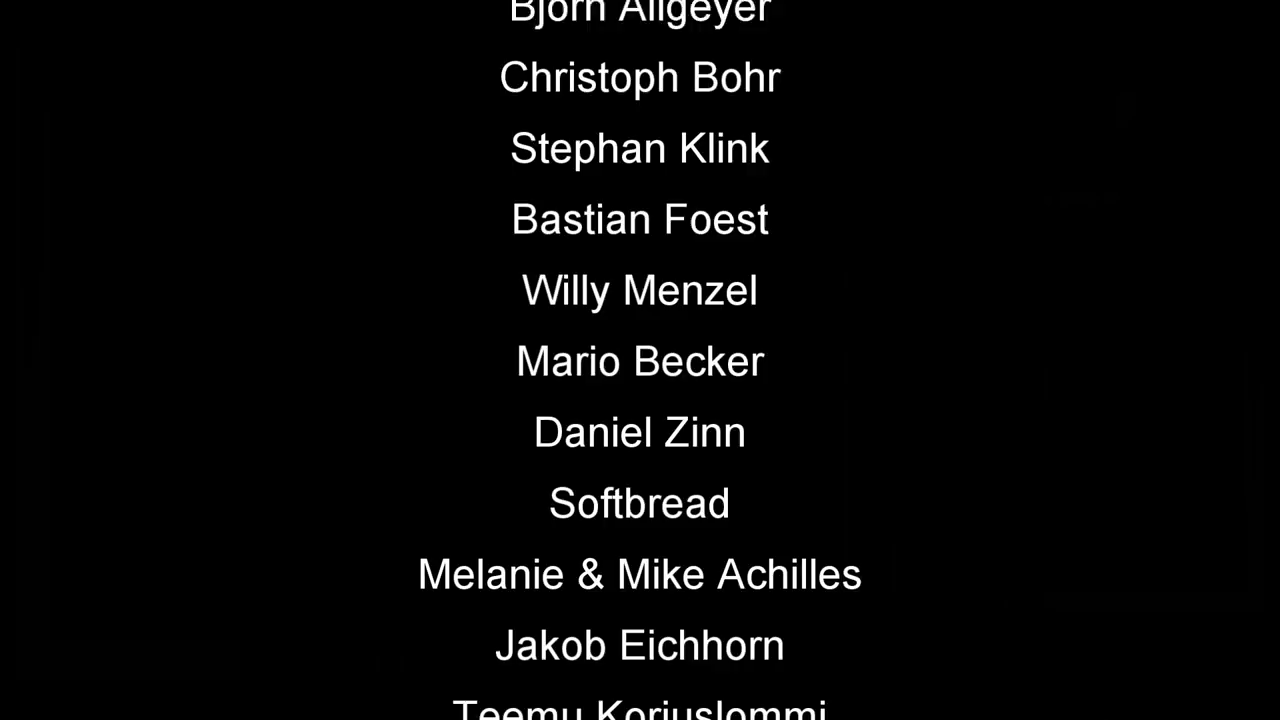 Björn Allgeyer
Christoph Bohr
Stephan Klink
Bastian Foest
Willy Menzel
Mario Becker
Daniel Zinn
Softbread
Melanie & Mike Achilles
Jakob Eichhorn
Teemu Korjuslommi